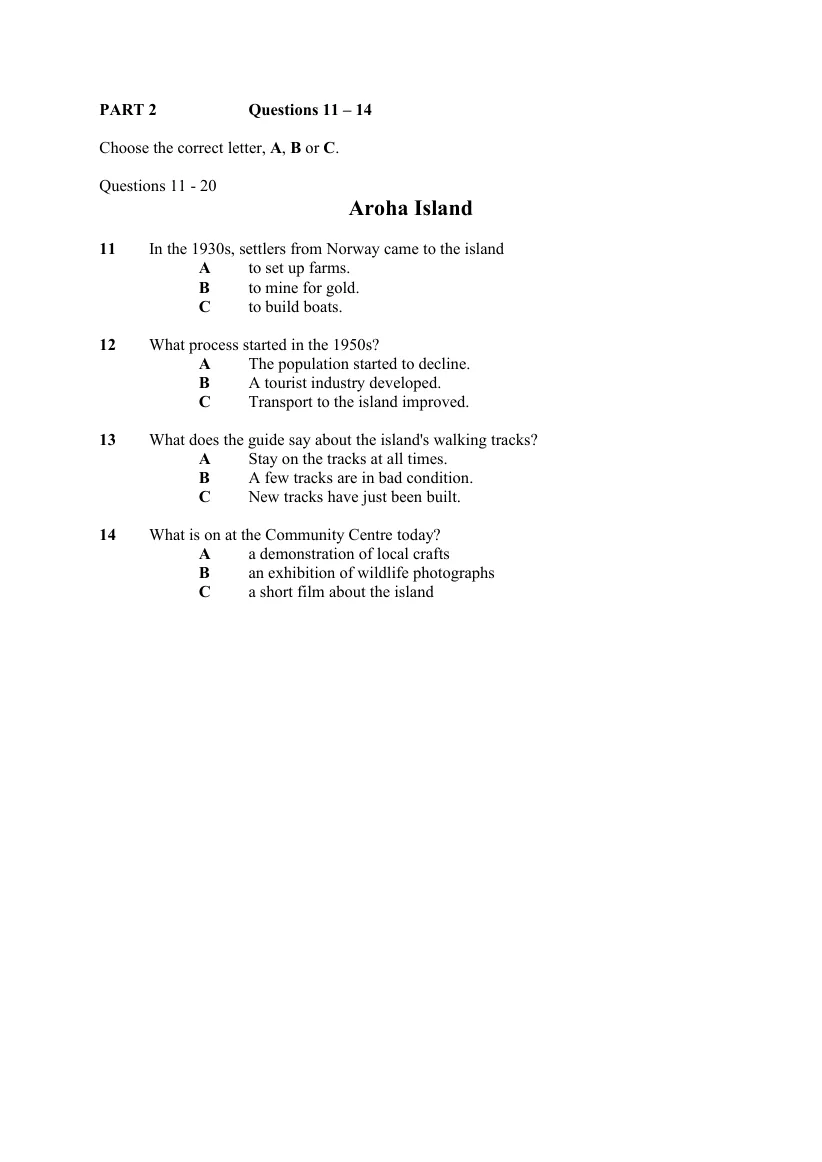 PART 2 Questions 11 – 14
Choose the correct letter, A, B or C.
Questions 11 - 20
Aroha Island
11 In the 1930s, settlers from Norway came to the island
A to set up farms.
B to mine for gold.
C to build boats.
12 What process started in the 1950s?
A The population started to decline.
B A tourist industry developed.
C Transport to the island improved.
13 What does the guide say about the island's walking tracks?
A Stay on the tracks at all times.
B A few tracks are in bad condition.
C New tracks have just been built.
14 What is on at the Community Centre today?
A a demonstration of local crafts
B an exhibition of wildlife photographs
C a short film about the island